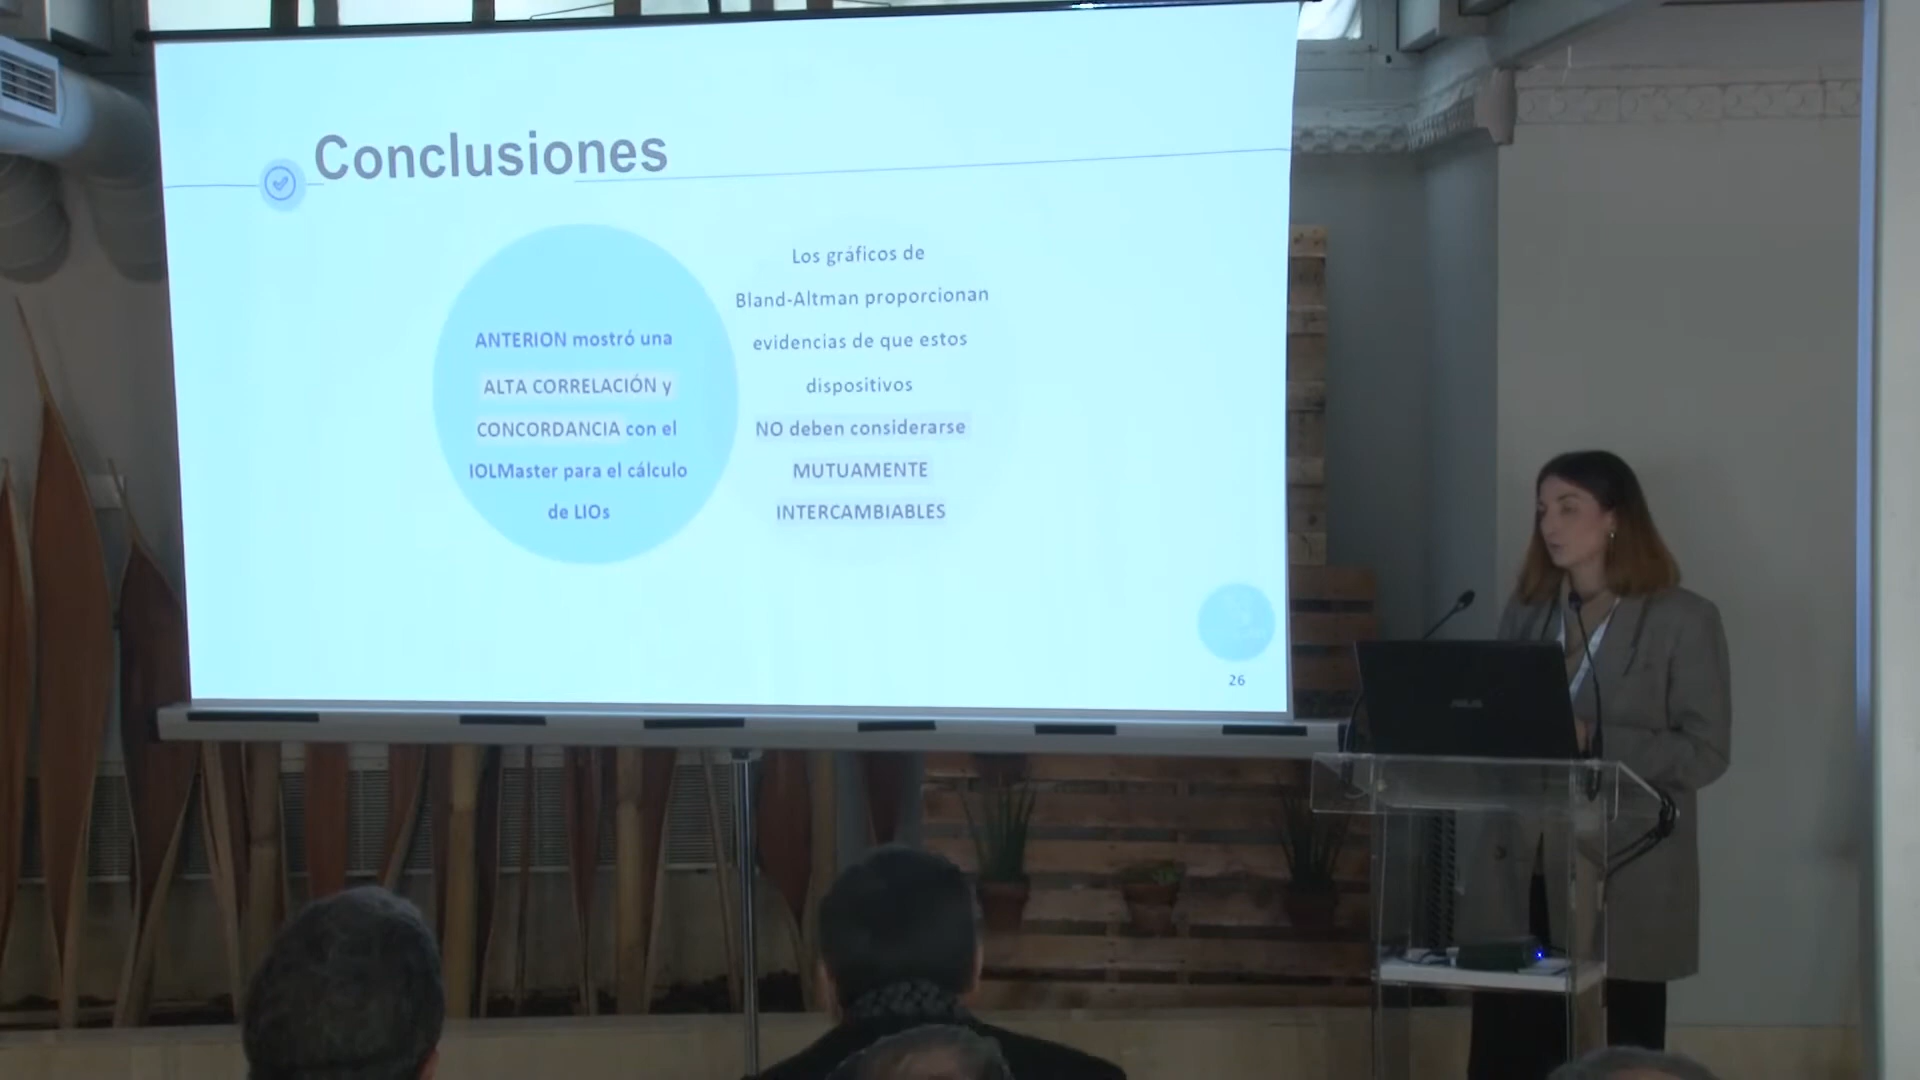 Conclusiones
ANTERION mostró una
ALTA CORRELACIÓN y
CONCORDANCIA con el
IOLMaster para el cálculo
de LIOs
Los gráficos de
Bland-Altman proporcionan
evidencias de que estos
dispositivos
NO deben considerarse
MUTUAMENTE
INTERCAMBIABLES
26
ASUS